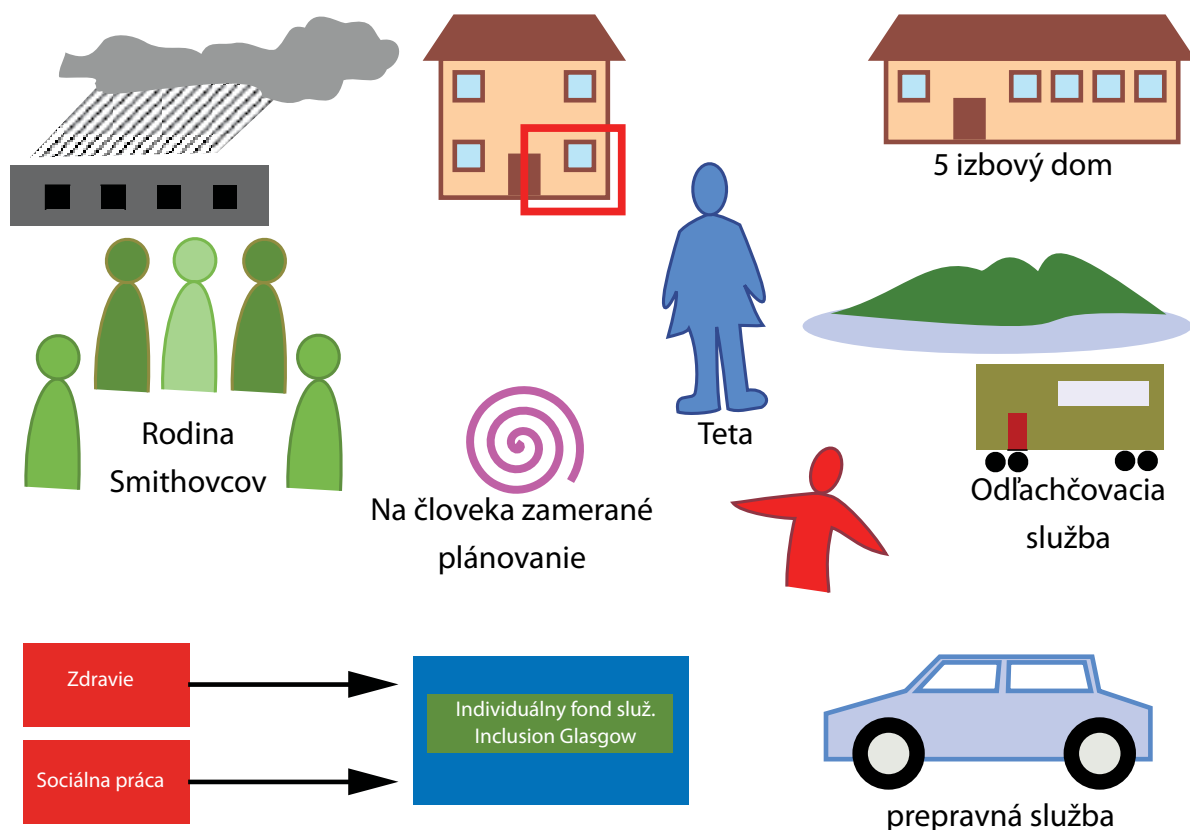 5 izbový dom
Rodina
Smithovcov
Teta
Odľachčovacia
služba
Na človeka zamerané
plánovanie
Zdravie
Sociálna práca
Individuálny fond služ.
Inclusion Glasgow
prepravná služba